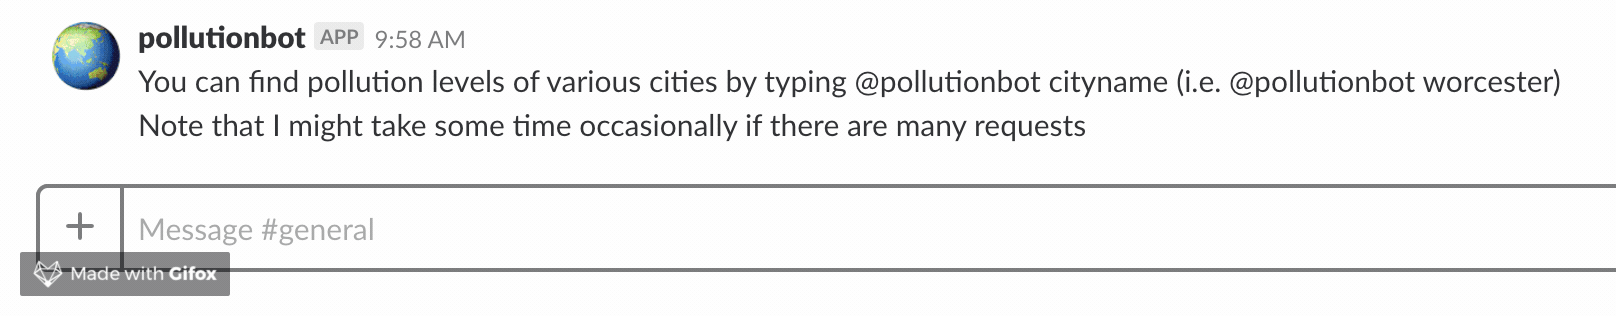 pollutionbot APP 9:58 AM
You can find pollution levels of various cities by typing @pollutionbot cityname (i.e. @pollutionbot worcester)
Note that I might take some time occasionally if there are many requests
Message #general
Made with Gifox